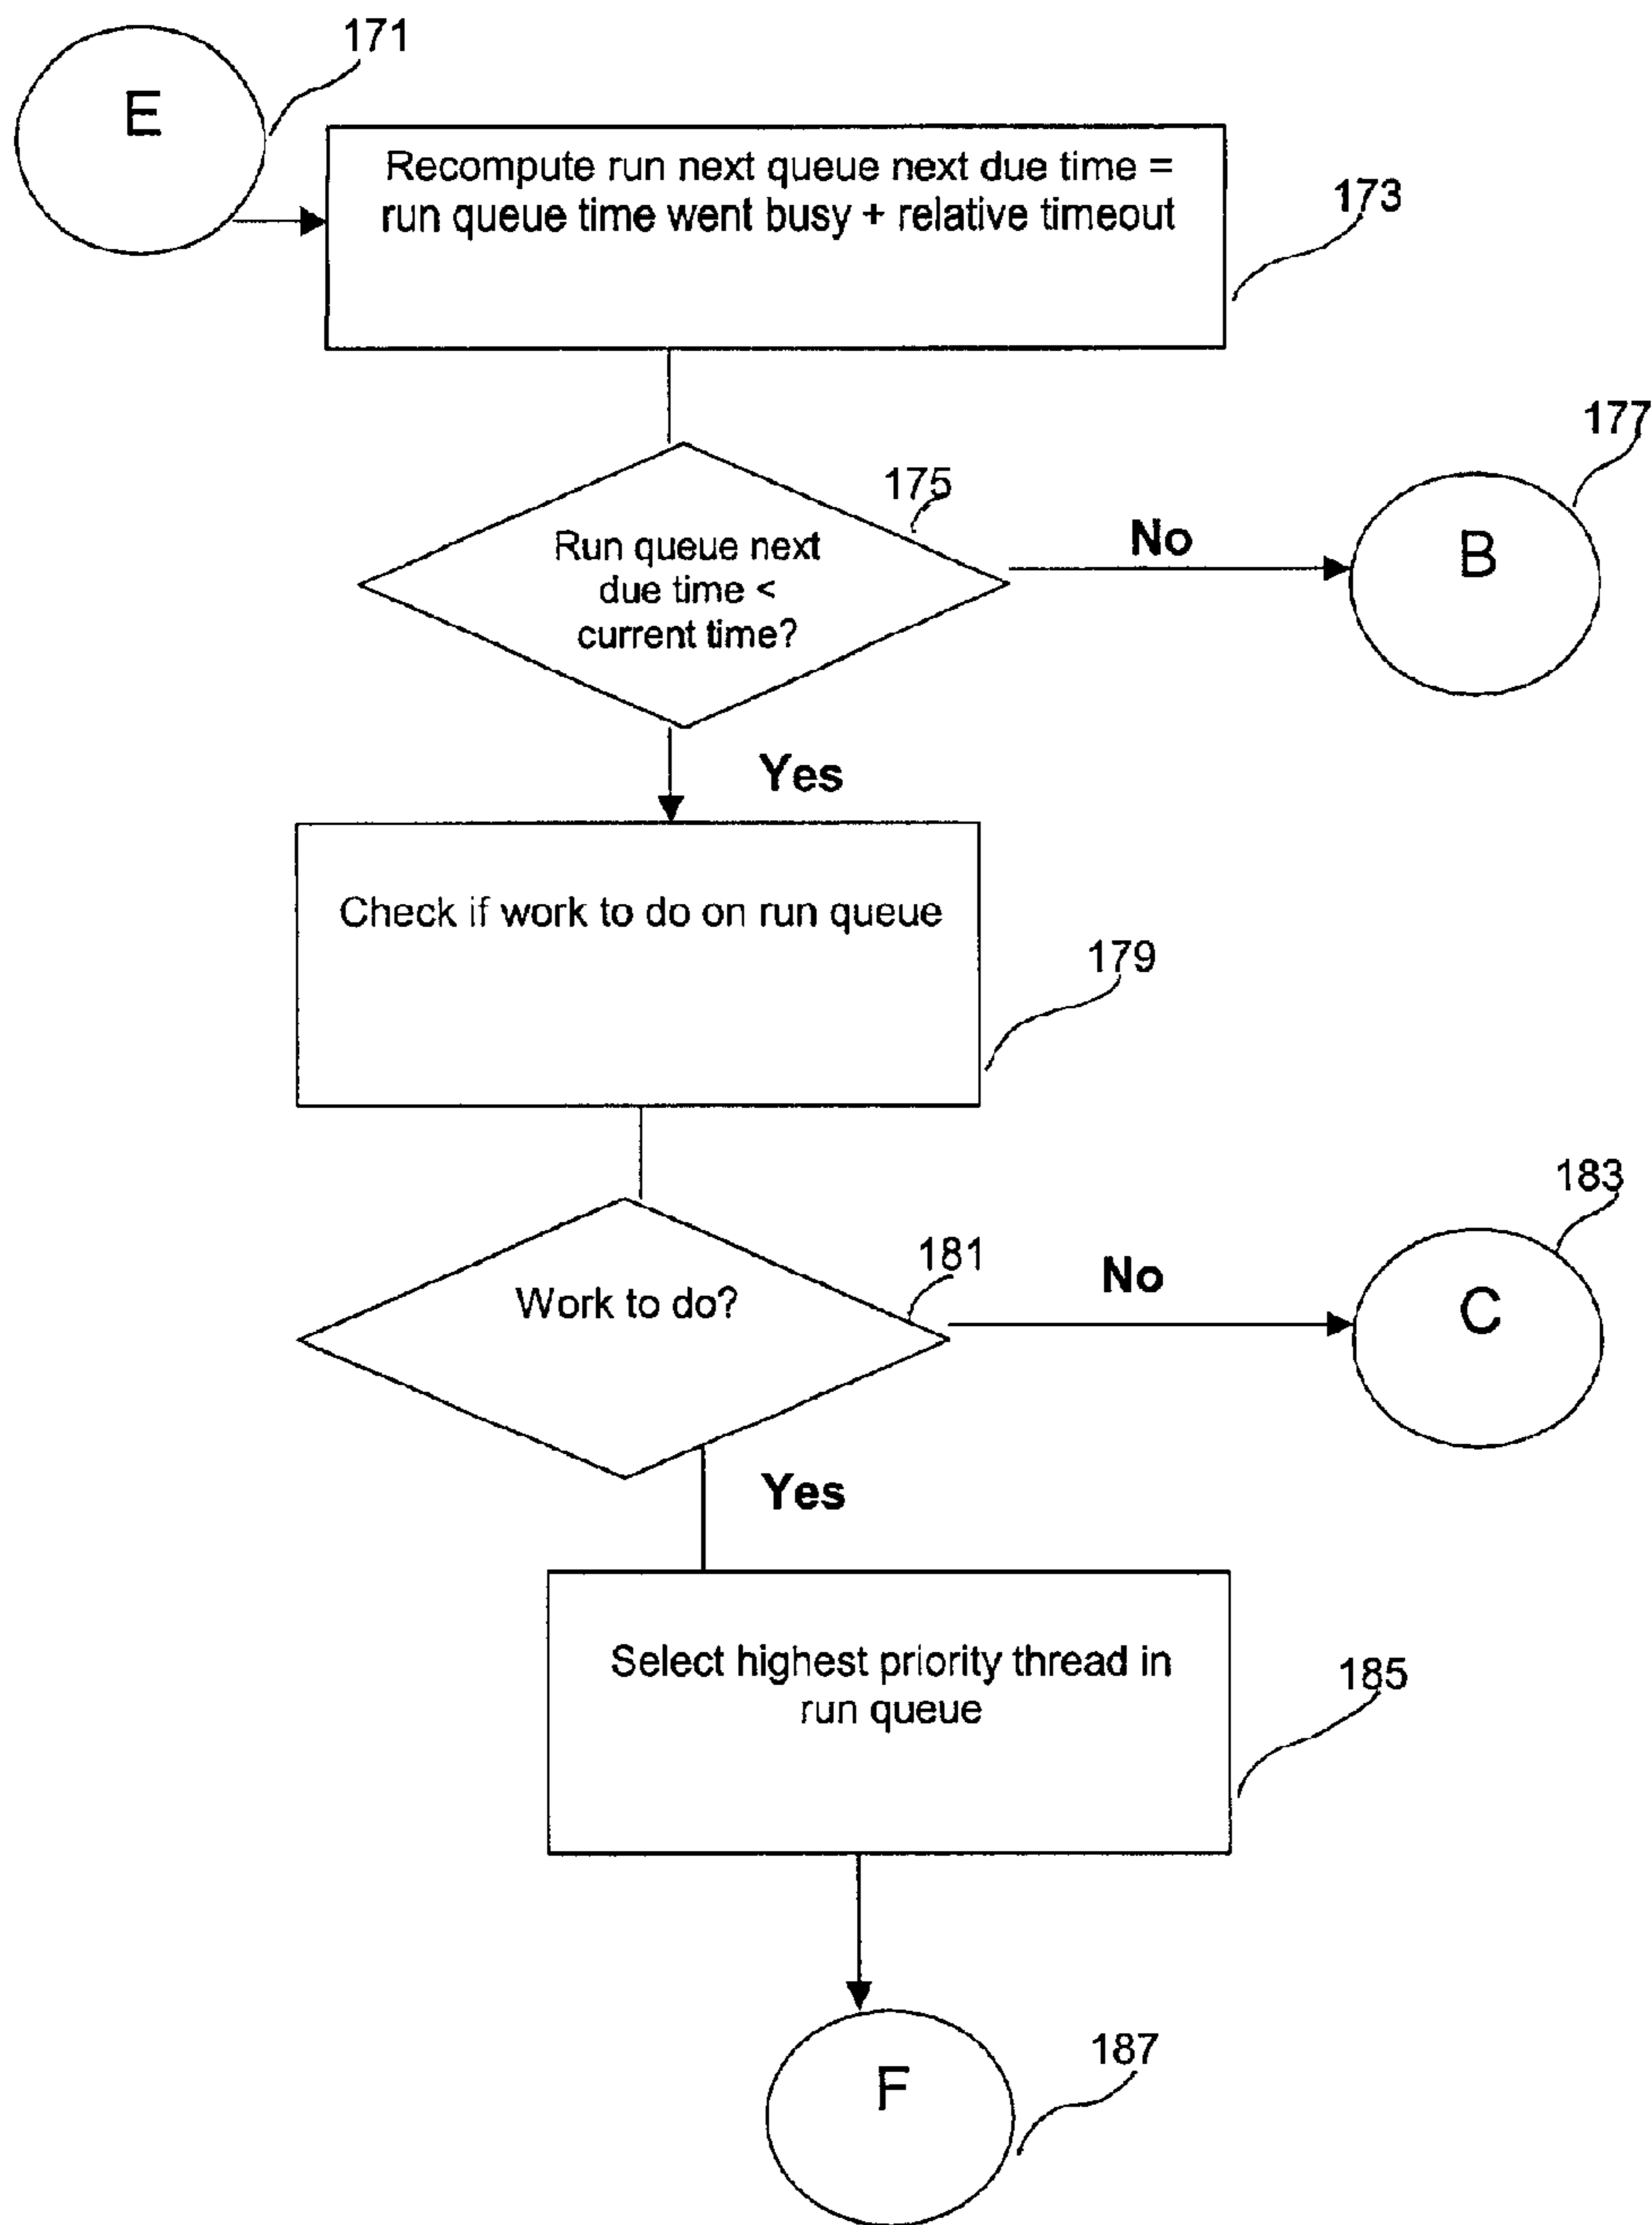 171
E
Recompute run next queue next due time =
run queue time went busy + relative timeout
173
177
175
Run queue next
due time <
current time?
No
B
Yes
Check if work to do on run queue
179
183
181
Work to do?
No
C
Yes
Select highest priority thread in
run queue
185
187
F